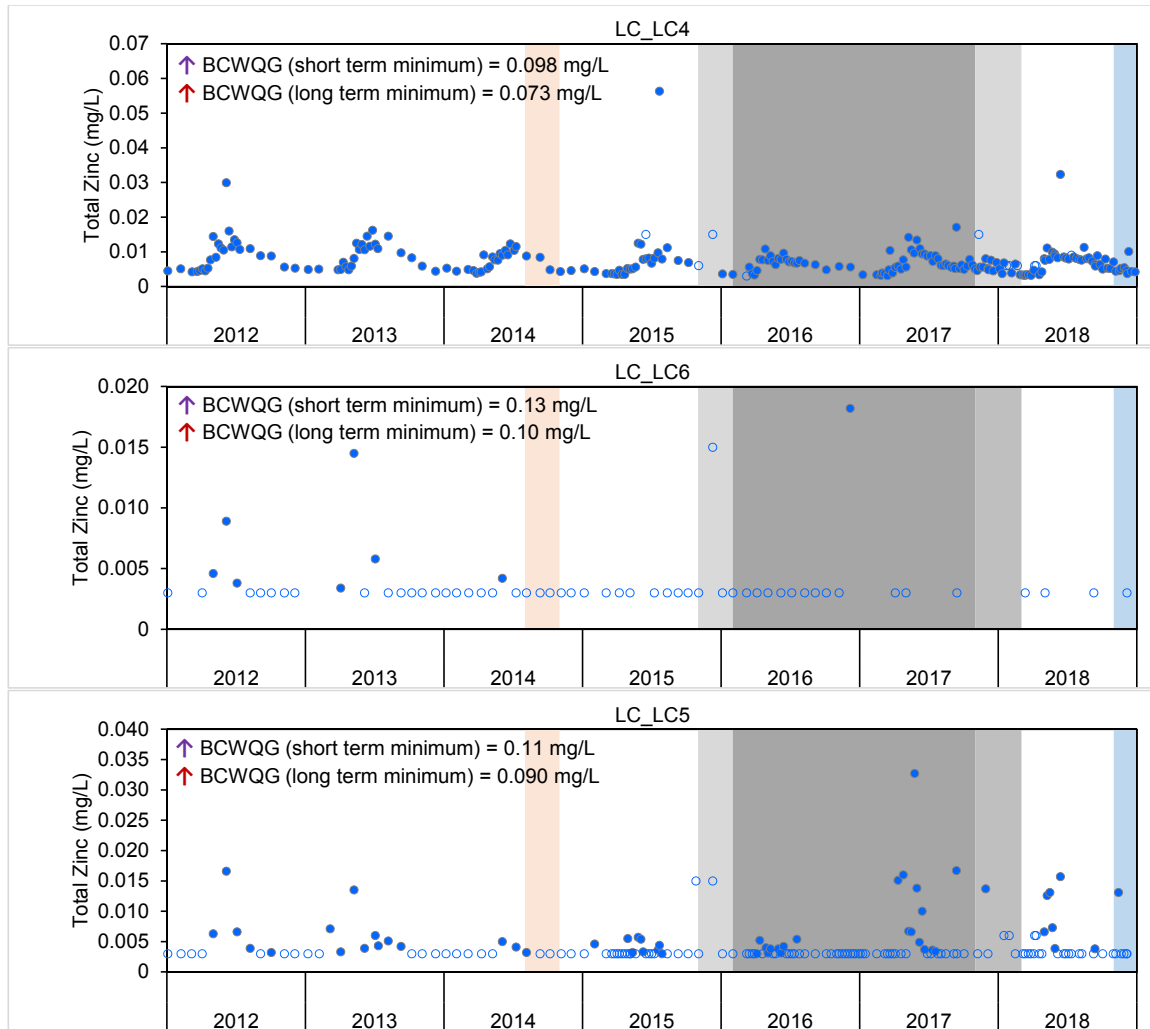 LC_LC4
Total Zinc (mg/L)
0.07
0.06
0.05
0.04
0.03
0.02
0.01
0
↑ BCWQG (short term minimum) = 0.098 mg/L
↑ BCWQG (long term minimum) = 0.073 mg/L
2012 2013 2014 2015 2016 2017 2018
LC_LC6
Total Zinc (mg/L)
0.020
0.015
0.010
0.005
0
↑ BCWQG (short term minimum) = 0.13 mg/L
↑ BCWQG (long term minimum) = 0.10 mg/L
2012 2013 2014 2015 2016 2017 2018
LC_LC5
Total Zinc (mg/L)
0.040
0.035
0.030
0.025
0.020
0.015
0.010
0.005
0
↑ BCWQG (short term minimum) = 0.11 mg/L
↑ BCWQG (long term minimum) = 0.090 mg/L
2012 2013 2014 2015 2016 2017 2018